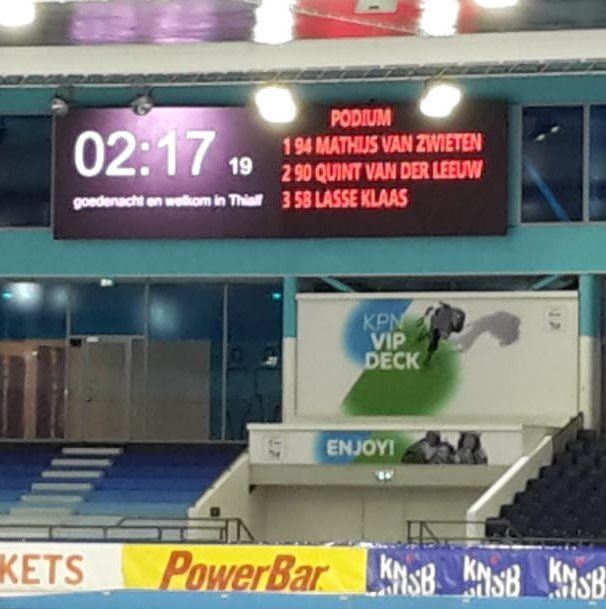 02:17 19
goedenacht en welkom in Thialf
PODIUM
1 94 MATHIJS VAN ZWIETEN
2 90 QUINT VAN DER LEEUW
3 58 LASSE KLAAS
KPN
VIP
DECK
ENJOY!
KETS
PowerBar
KNSB
KNSB
KNSB